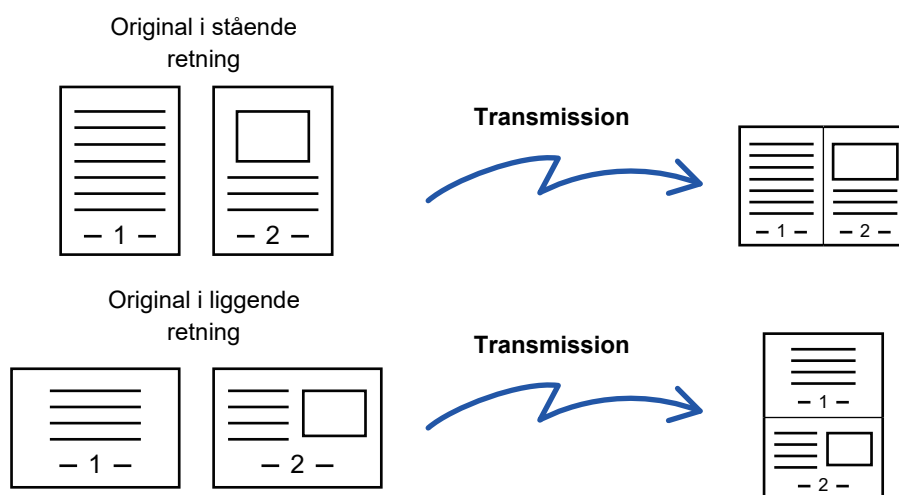 Original i stående
retning
Transmission
– 1 –
– 2 –
– 1 –
– 2 –
Original i liggende
retning
Transmission
– 1 –
– 1 –
– 2 –
– 2 –